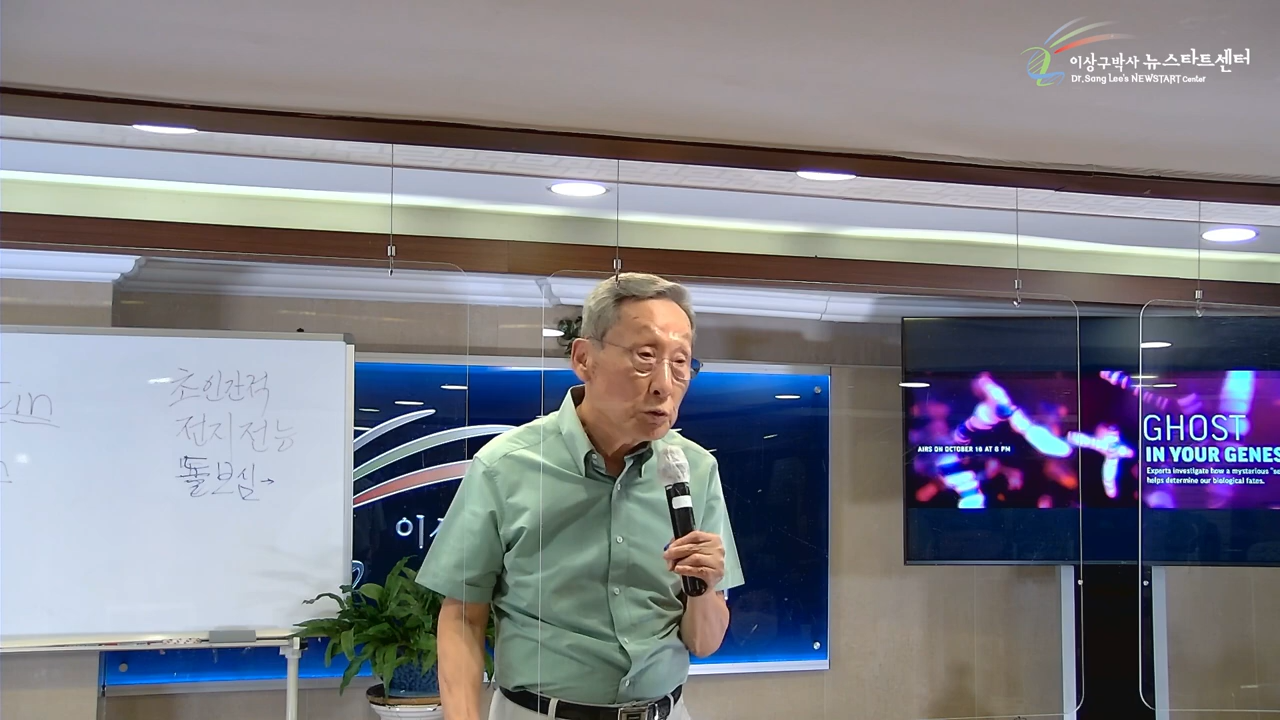 이상구박사 뉴스타트센터
Dr. Sang Lee's NEWSTART Center
초인간적
전지전능
돌보심→
AIRS ON OCTOBER 16 AT 8 PM
GHOST
IN YOUR GENES
Experts investigate how a mysterious "se
helps determine our biological fates.